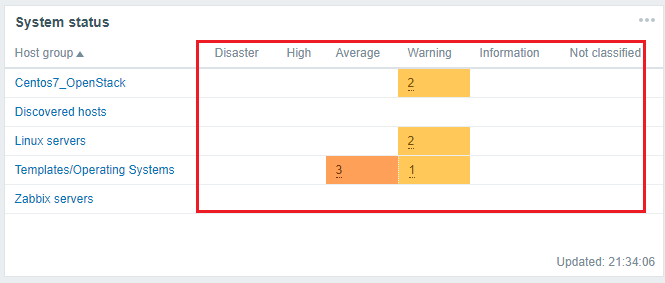 System status
Host group Disaster High Average Warning Information Not classified
Centos7_OpenStack 2
Discovered hosts
Linux servers 2
Templates/Operating Systems 3 1
Zabbix servers
Updated: 21:34:06